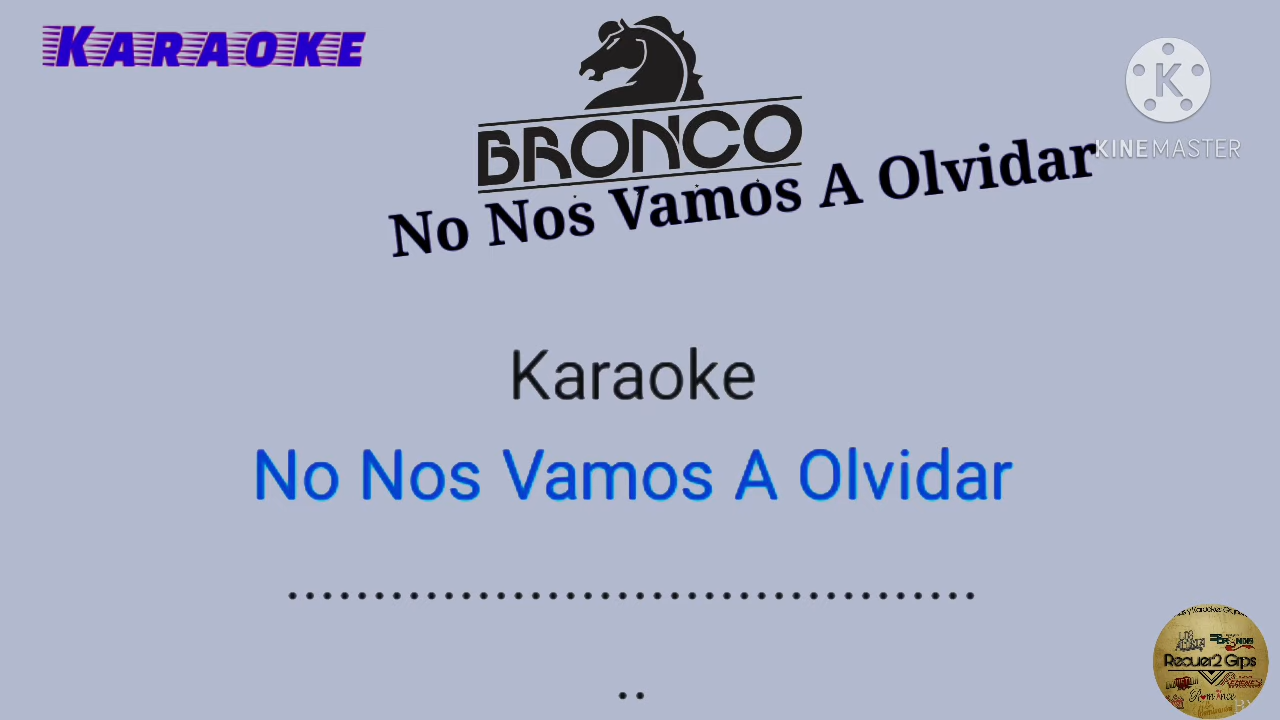 KARAOKE
BRONCO
No Nos Vamos A Olvidar
K
KINEMASTER
Karaoke
No Nos Vamos A Olvidar
........................................
..
Recuer2 Grps